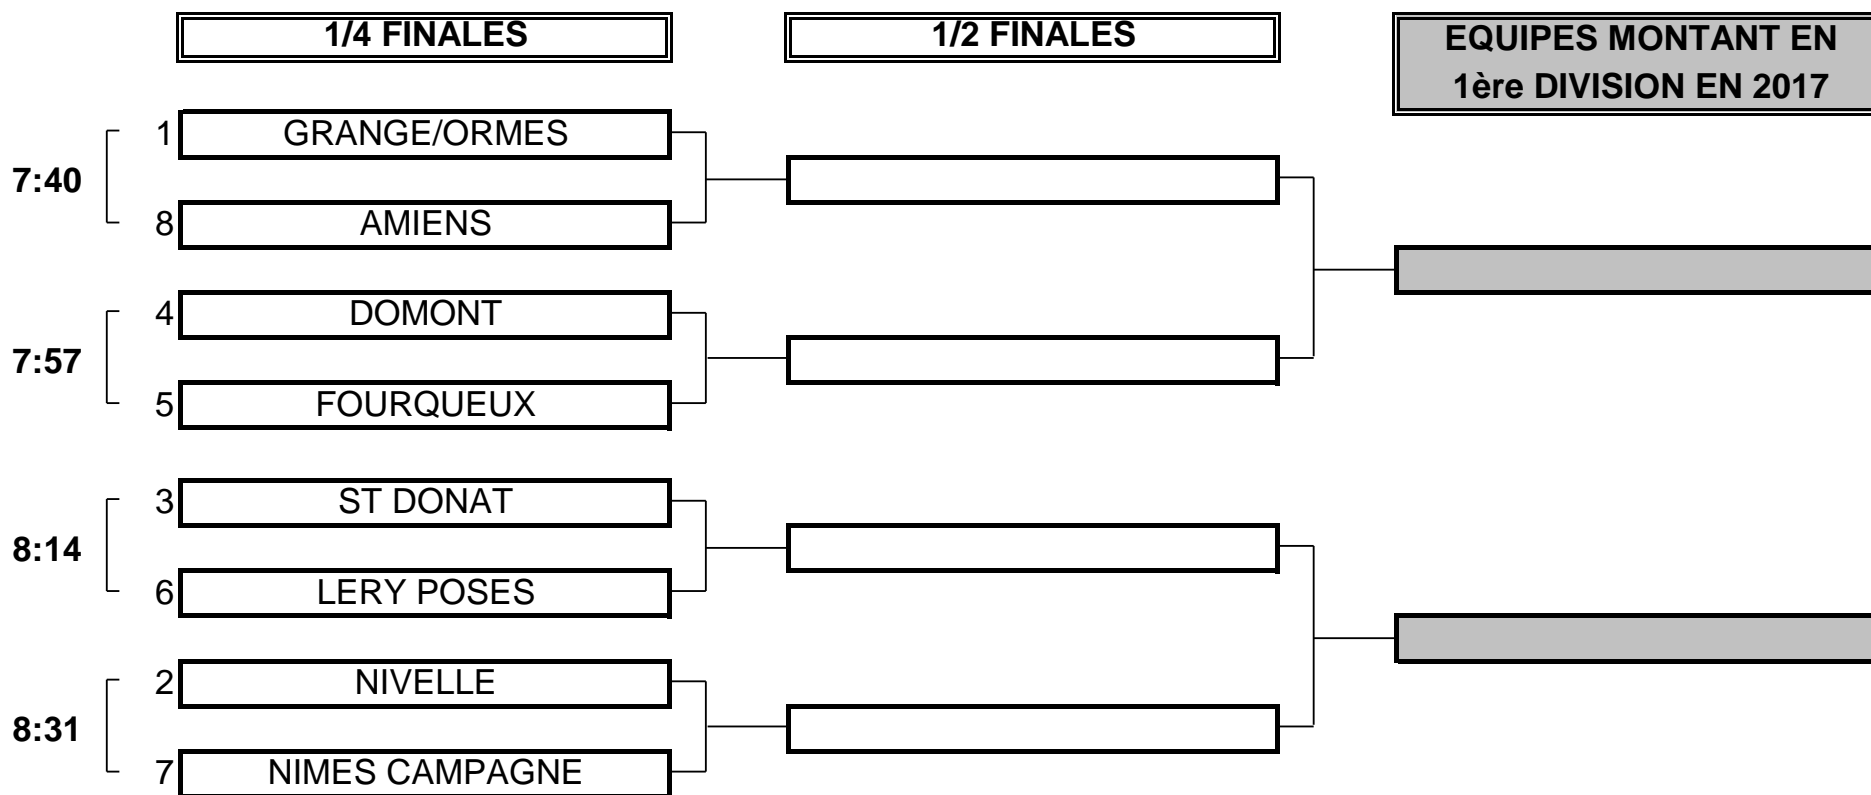 1/4 FINALES
1/2 FINALES
EQUIPES MONTANT EN
1ère DIVISION EN 2017
1 GRANGE/ORMES
7:40
8 AMIENS
4 DOMONT
7:57
5 FOURQUEUX
3 ST DONAT
8:14
6 LERY POSES
2 NIVELLE
8:31
7 NIMES CAMPAGNE